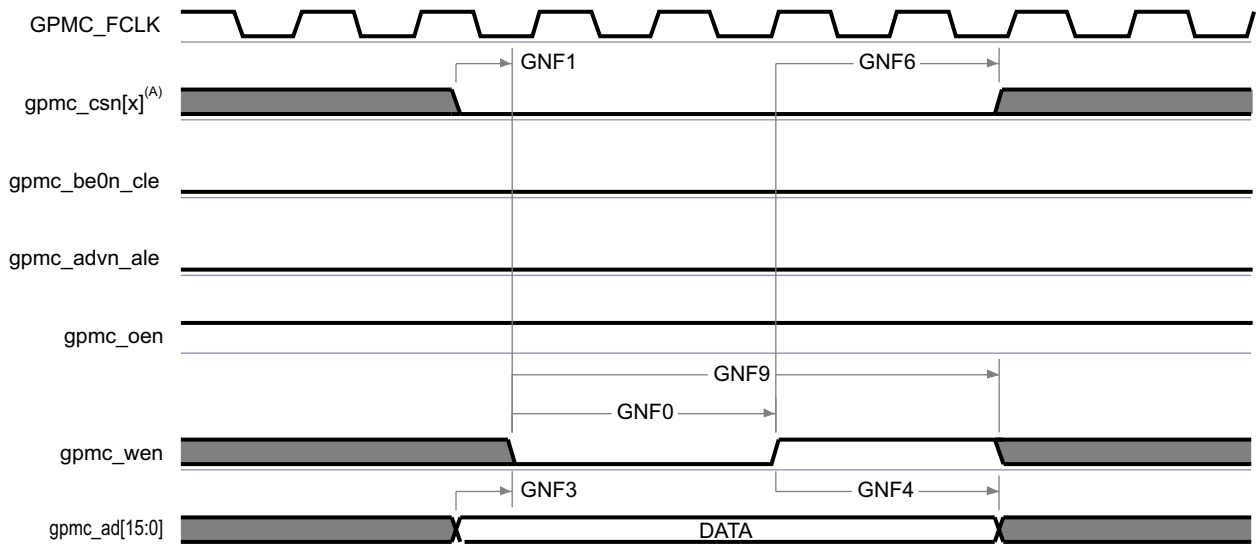 GPMC_FCLK
GNF1
GNF6
gpmc_csn[x](A)
gpmc_be0n_cle
gpmc_advn_ale
gpmc_oen
GNF9
GNF0
gpmc_wen
GNF3
GNF4
gpmc_ad[15:0]
DATA